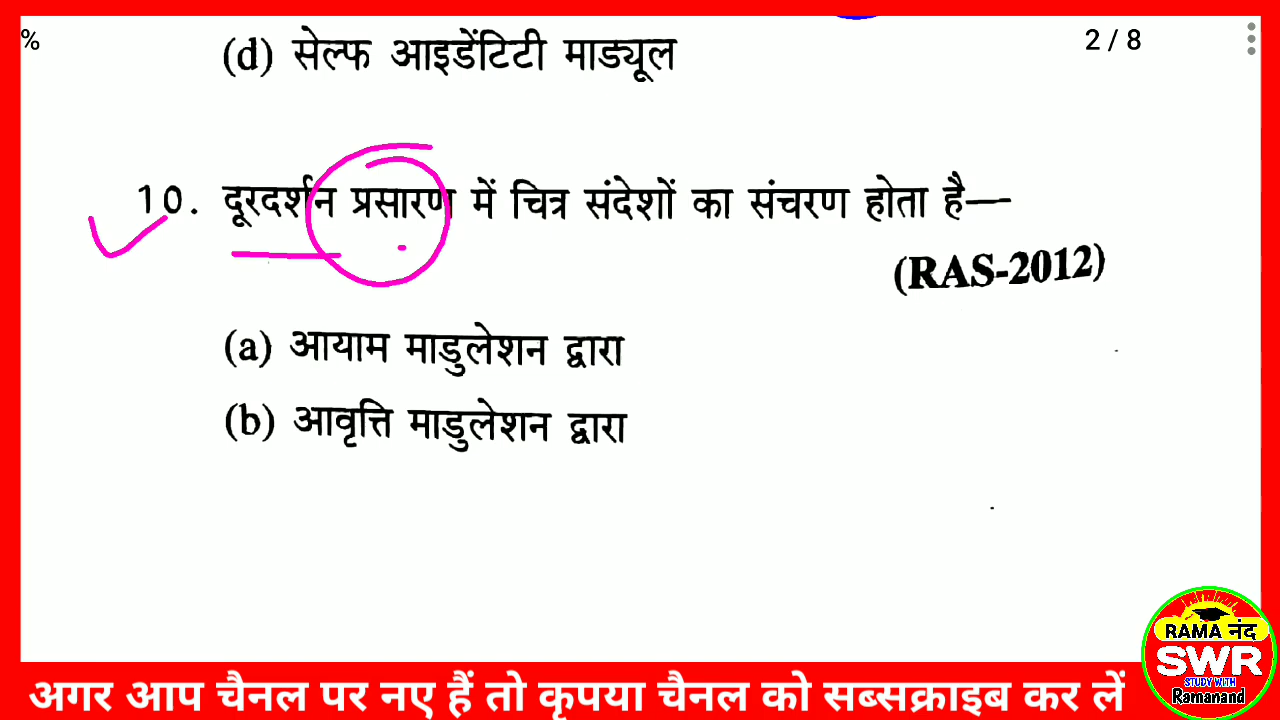 %
2 / 8
(d) सेल्फ आइडेंटिटी माड्यूल
10. दूरदर्शन प्रसारण में चित्र संदेशों का संचरण होता है—
(RAS-2012)
(a) आयाम माडुलेशन द्वारा
(b) आवृत्ति माडुलेशन द्वारा
RAMA नंद
SWR
STUDY WITH
Ramanand
अगर आप चैनल पर नए हैं तो कृपया चैनल को सब्सक्राइब कर लें